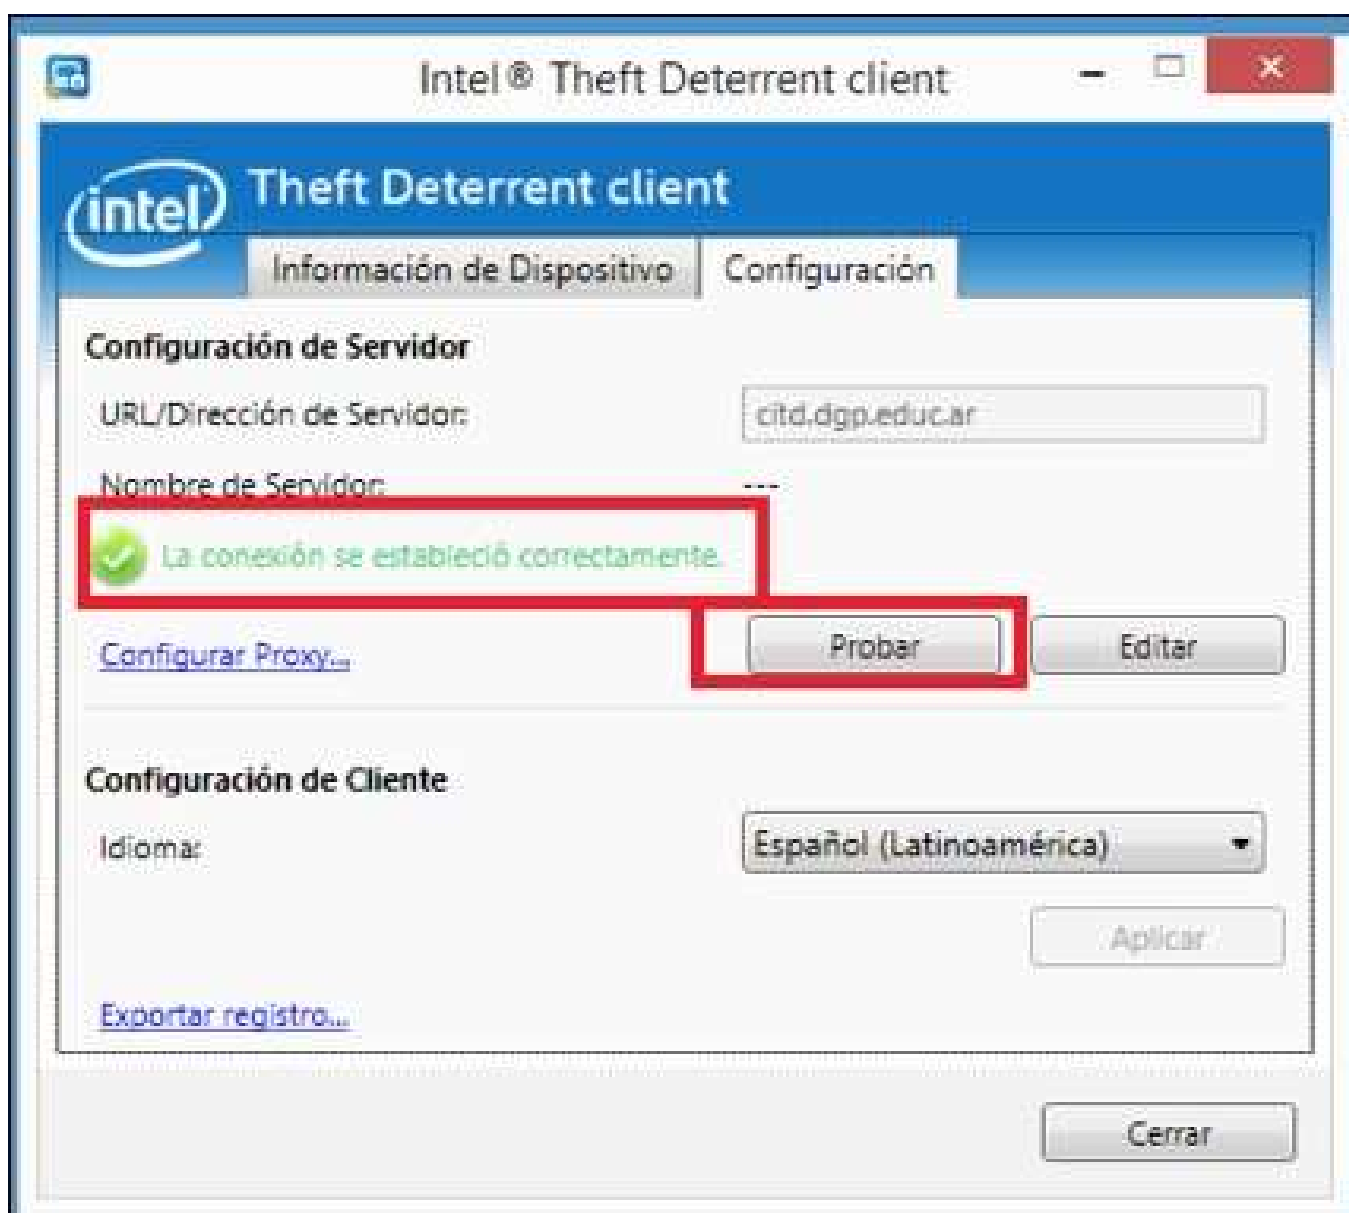 Intel® Theft Deterrent client
intel Theft Deterrent client
Información de Dispositivo Configuración
Configuración de Servidor
URL/Dirección de Servidor: citd.dgp.educ.ar
Nombre de Servidor: ---
La conexión se estableció correctamente.
Configurar Proxy... Probar Editar
Configuración de Cliente
Idioma: Español (Latinoamérica)
Aplicar
Exportar registro...
Cerrar